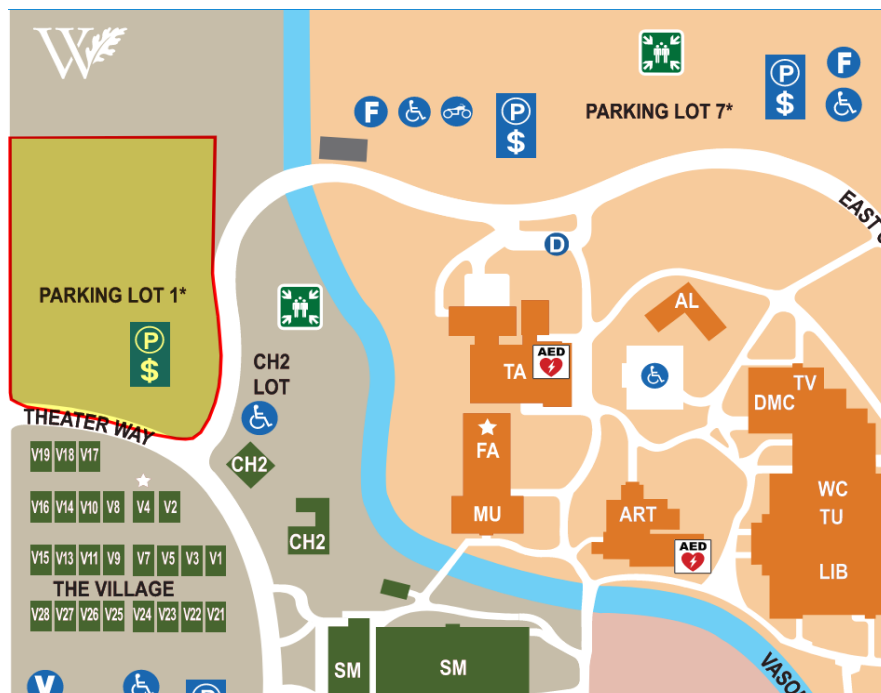 W
F
P
$
PARKING LOT 7*
P
$
F
EAST
PARKING LOT 1*
P
$
D
AL
CH2
LOT
TA
AED
TV
DMC
THEATER WAY
FA
CH2
V19 V18 V17
V16 V14 V10 V8 V4 V2
MU
ART
WC
TU
CH2
AED
V15 V13 V11 V9 V7 V5 V3 V1
THE VILLAGE
LIB
V28 V27 V26 V25 V24 V23 V22 V21
SM
SM
VASO
V
P